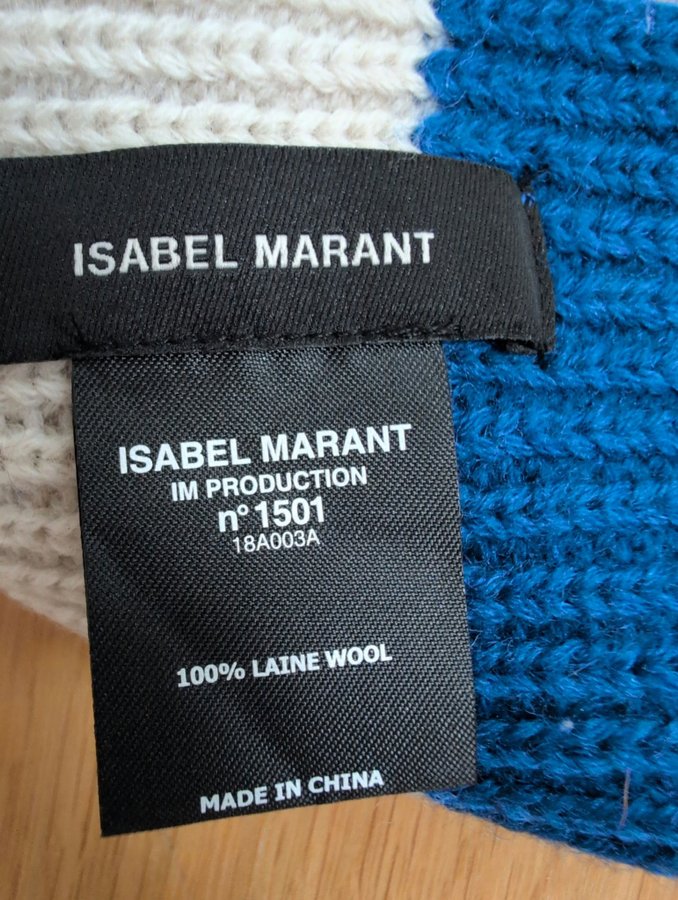 ISABEL MARANT
ISABEL MARANT
IM PRODUCTION
n° 1501
18A003A
100% LAINE WOOL
MADE IN CHINA